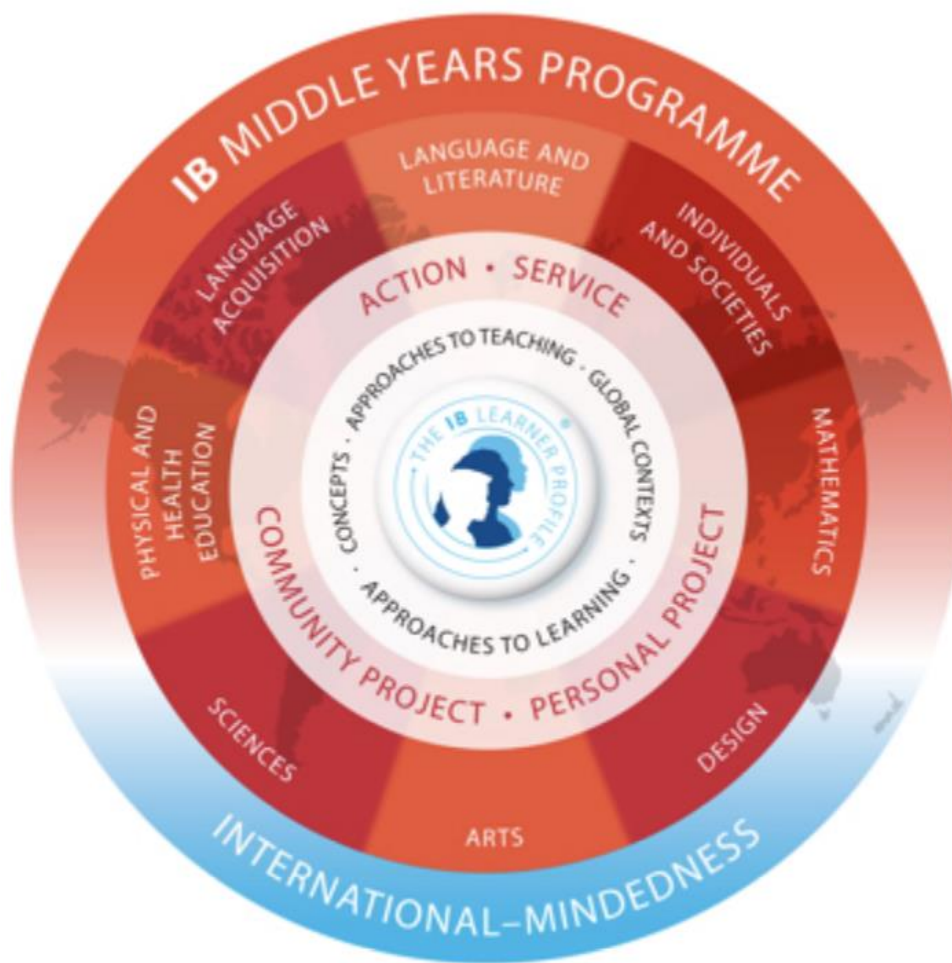 IB MIDDLE YEARS PROGRAMME
LANGUAGE AND
LITERATURE
INDIVIDUALS
AND SOCIETIES
MATHEMATICS
DESIGN
ARTS
SCIENCES
PHYSICAL AND
HEALTH
EDUCATION
LANGUAGE
ACQUISITION
ACTION · SERVICE
COMMUNITY PROJECT · PERSONAL PROJECT
APPROACHES TO TEACHING · GLOBAL CONTEXTS ·
APPROACHES TO LEARNING ·
CONCEPTS ·
THE IB LEARNER PROFILE®
INTERNATIONAL–MINDEDNESS